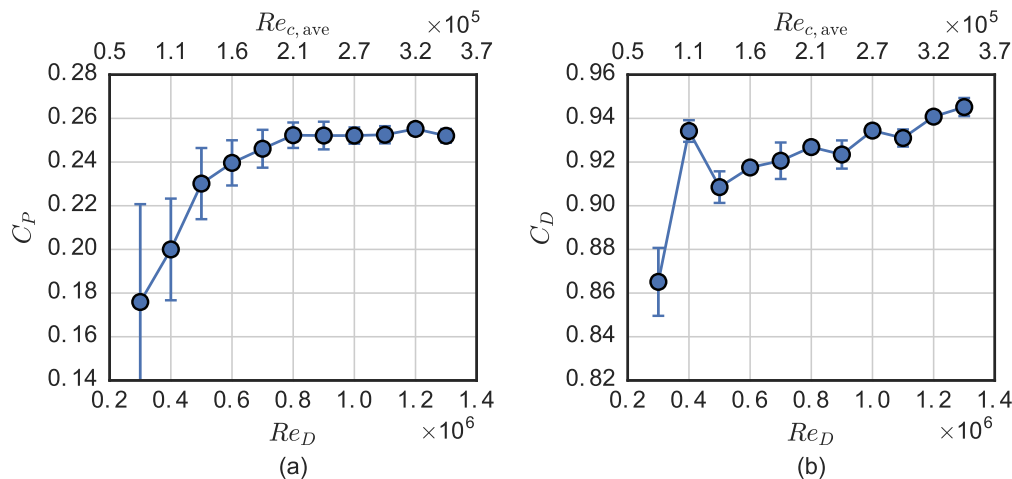 Re_{c,ave} ×10^5
0.5 1.1 1.6 2.1 2.7 3.2 3.7
0.28
0.26
0.24
0.22
0.20
0.18
0.16
0.14
C_P
0.2 0.4 0.6 0.8 1.0 1.2 1.4
Re_D ×10^6
(a)
Re_{c,ave} ×10^5
0.5 1.1 1.6 2.1 2.7 3.2 3.7
0.96
0.94
0.92
0.90
0.88
0.86
0.84
0.82
C_D
0.2 0.4 0.6 0.8 1.0 1.2 1.4
Re_D ×10^6
(b)